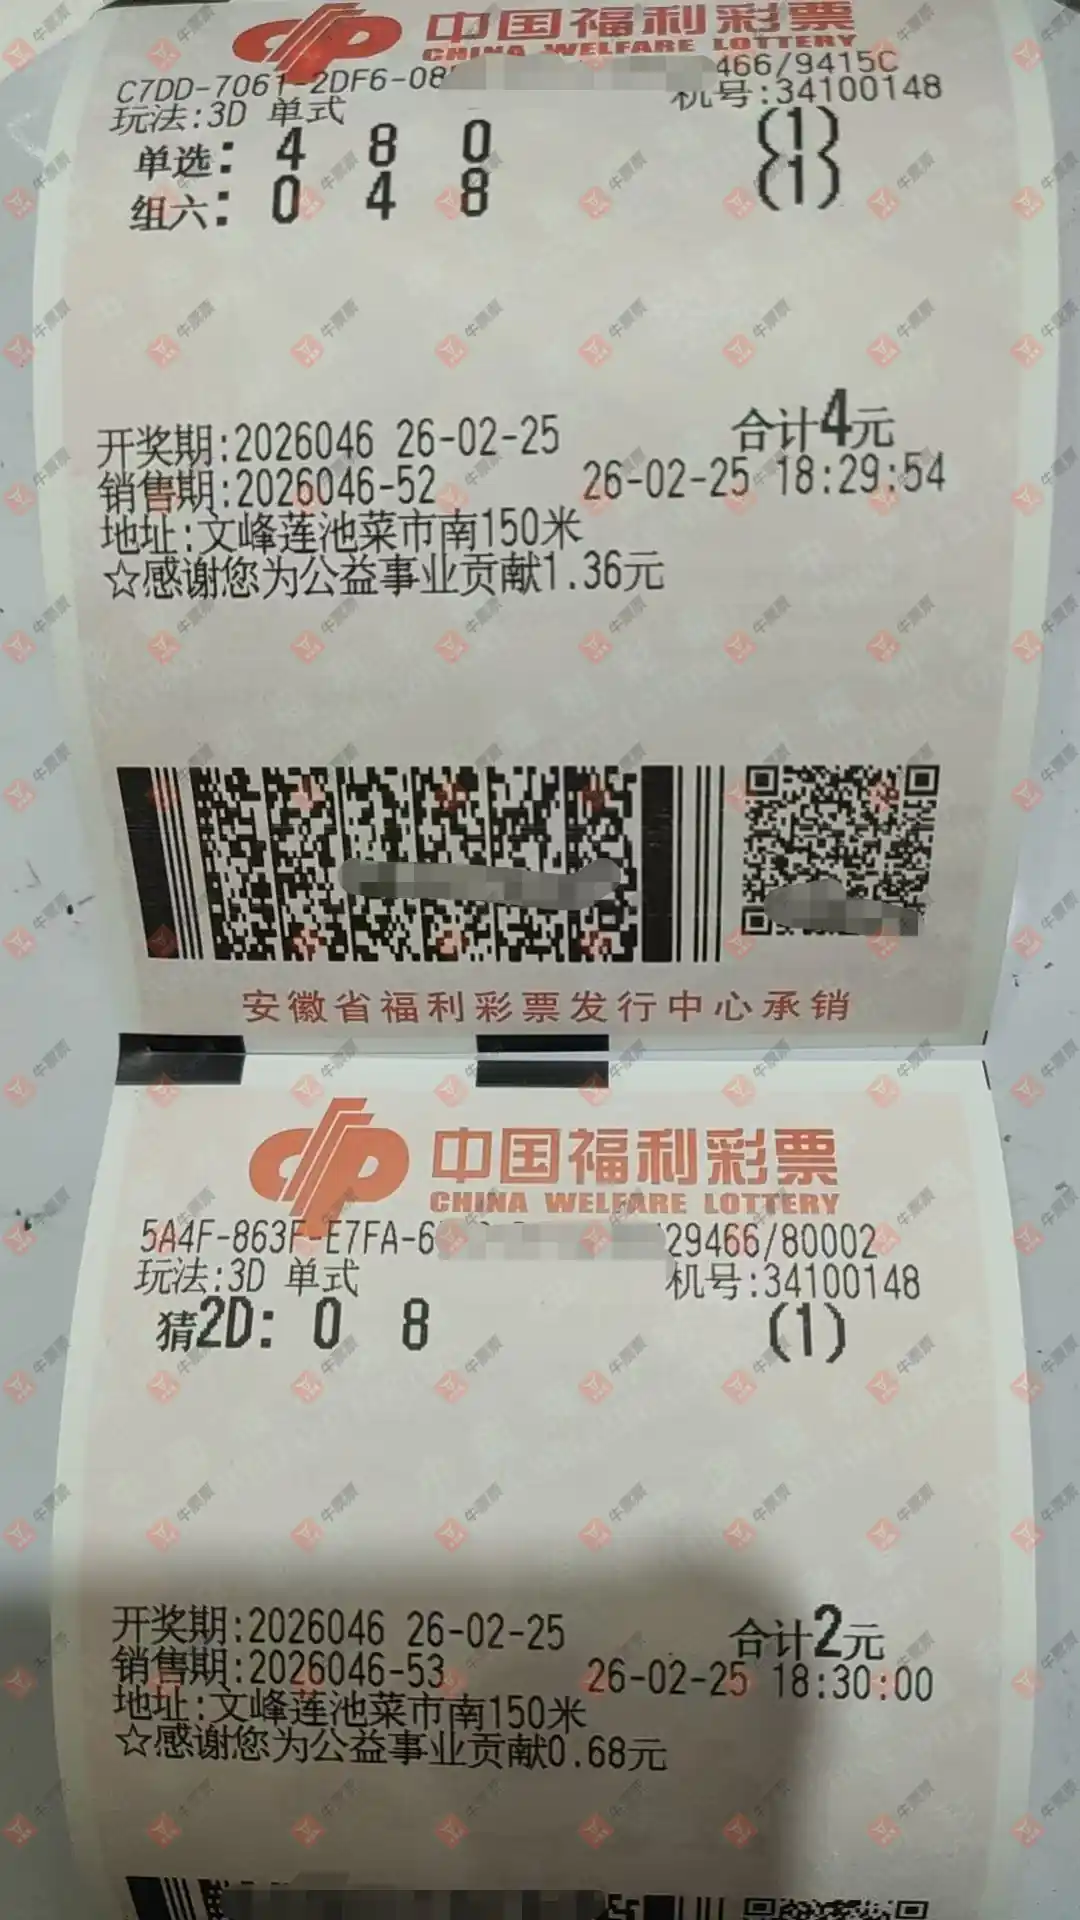 中国福利彩票
CHINA WELFARE LOTTERY
C7DD-7061-2DF6-08 466/9415C
玩法:3D 单式 机号:34100148
单选: 4 8 0 (1)
组六: 0 4 8 (1)
开奖期:2026046 26-02-25 合计4元
销售期:2026046-52 26-02-25 18:29:54
地址:文峰莲池菜市南150米
☆感谢您为公益事业贡献1.36元
安徽省福利彩票发行中心承销
中国福利彩票
CHINA WELFARE LOTTERY
5A4F-863F-E7FA-6 29466/80002
玩法:3D 单式 机号:34100148
猜2D: 0 8 (1)
开奖期:2026046 26-02-25 合计2元
销售期:2026046-53 26-02-25 18:30:00
地址:文峰莲池菜市南150米
☆感谢您为公益事业贡献0.68元
牛票票